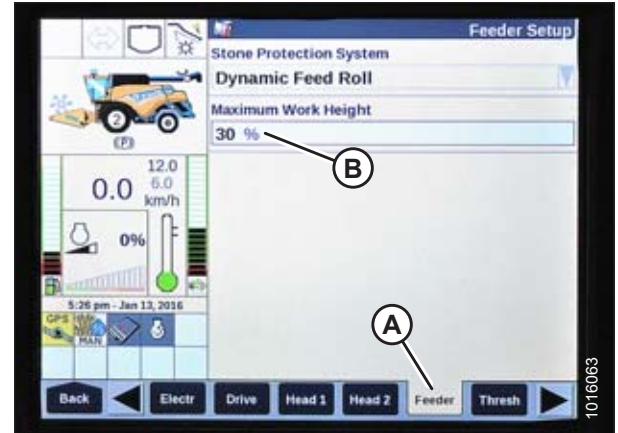 Feeder Setup
Stone Protection System
Dynamic Feed Roll
Maximum Work Height
30 %
B
2
(P)
12.0
0.0 6.0
km/h
0%
5:26 pm - Jan 13, 2016
GPS
MAN
A
Back Electr Drive Head 1 Head 2 Feeder Thresh
1016063